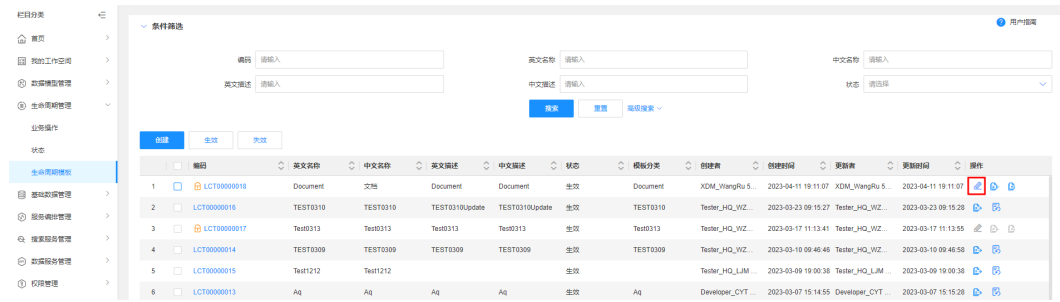 栏目分类
首页
我的工作空间
数据模型管理
生命周期管理
业务操作
状态
生命周期模板
基础数据管理
服务编排管理
搜索服务管理
数据服务管理
权限管理
用户指南
条件筛选
编码 请输入 英文名称 请输入 中文名称 请输入
英文描述 请输入 中文描述 请输入 状态 请选择
搜索 重置 高级搜索
创建 生效 失效
编码 英文名称 中文名称 英文描述 中文描述 状态 模板分类 创建者 创建时间 更新者 更新时间 操作
1 LCT00000018 Document 文档 Document Document 生效 Document XDM_WangRu 5... 2023-04-11 19:11:07 XDM_WangRu 5... 2023-04-11 19:11:07
2 LCT00000016 TEST0310 TEST0310 TEST0310Update TEST0310Update 生效 TEST0310 Tester_HQ_WZ... 2023-03-23 09:15:27 Tester_HQ_WZ... 2023-03-23 09:15:28
3 LCT00000017 Test0313 Test0313 Test0313 Test0313 生效 Test0313 Tester_HQ_WZ... 2023-03-17 11:13:41 Tester_HQ_WZ... 2023-03-17 11:13:55
4 LCT00000014 TEST0309 TEST0309 TEST0309 TEST0309 生效 TEST0309 Tester_HQ_WZ... 2023-03-10 09:46:46 Tester_HQ_WZ... 2023-03-10 09:46:58
5 LCT00000015 Test1212 Test1212 生效 Tester_HQ_LJM ... 2023-03-09 19:00:38 Tester_HQ_LJM ... 2023-03-09 19:00:38
6 LCT00000013 Aq Aq Aq Aq 生效 Aq Developer_CYT ... 2023-03-07 15:14:55 Developer_CYT ... 2023-03-07 15:15:28